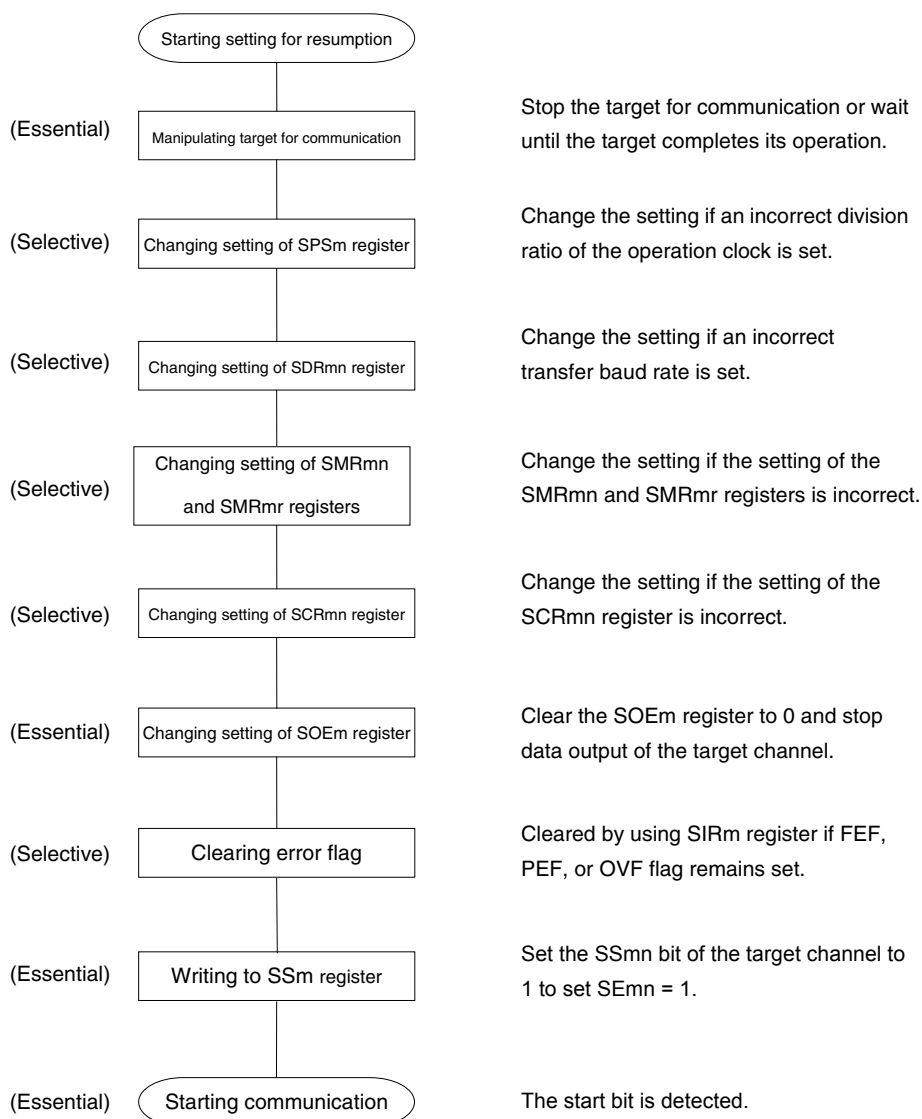 Starting setting for resumption
(Essential)
Manipulating target for communication
Stop the target for communication or wait
until the target completes its operation.
(Selective)
Changing setting of SPSm register
Change the setting if an incorrect division
ratio of the operation clock is set.
(Selective)
Changing setting of SDRmn register
Change the setting if an incorrect
transfer baud rate is set.
(Selective)
Changing setting of SMRmn
and SMRmr registers
Change the setting if the setting of the
SMRmn and SMRmr registers is incorrect.
(Selective)
Changing setting of SCRmn register
Change the setting if the setting of the
SCRmn register is incorrect.
(Essential)
Changing setting of SOEm register
Clear the SOEm register to 0 and stop
data output of the target channel.
(Selective)
Clearing error flag
Cleared by using SIRm register if FEF,
PEF, or OVF flag remains set.
(Essential)
Writing to SSm register
Set the SSmn bit of the target channel to
1 to set SEmn = 1.
(Essential)
Starting communication
The start bit is detected.